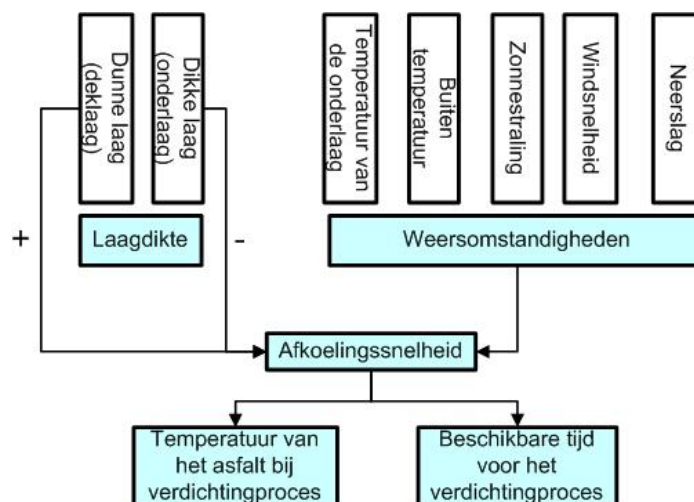 Dunne laag
(deklaag)
Dikke laag
(onderlaag)
Temperatuur van
de onderlaag
Buiten
temperatuur
Zonnestraling
Windsnelheid
Neerslag
+
Laagdikte
-
Weersomstandigheden
Afkoelingssnelheid
Temperatuur van
het asfalt bij
verdichtingproces
Beschikbare tijd
voor het
verdichtingproces